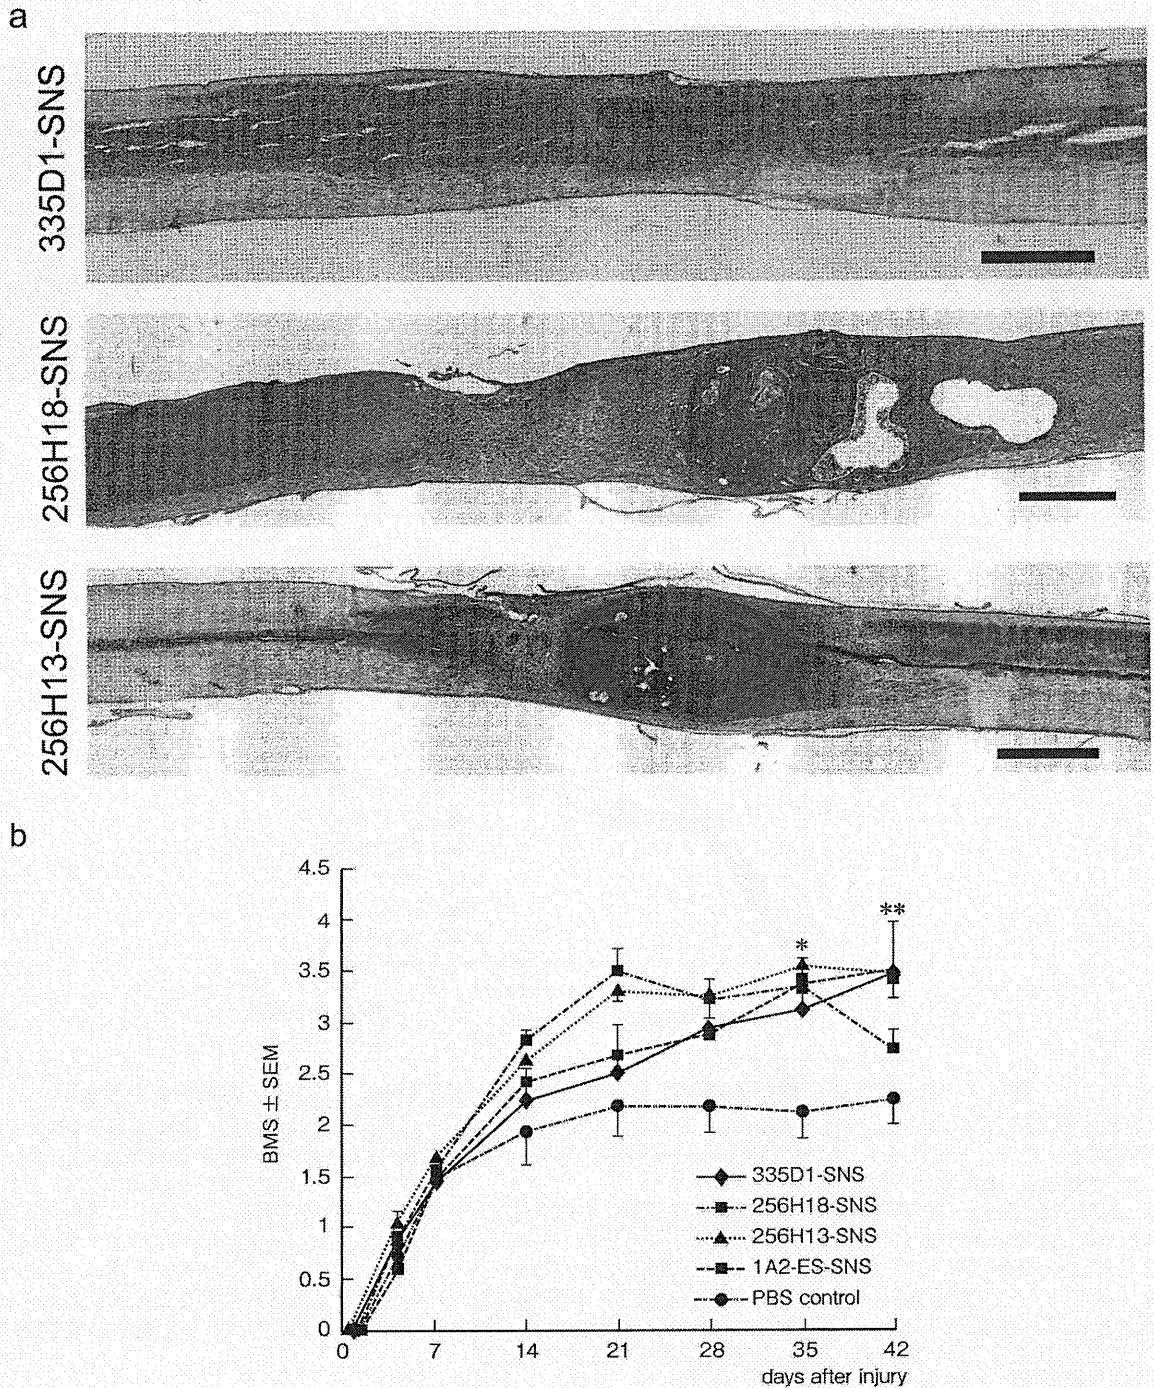 a
335D1-SNS
256H18-SNS
256H13-SNS
b
4.5
4
3.5
3
2.5
2
1.5
1
0.5
0
BMS ± SEM
*
**
335D1-SNS
256H18-SNS
256H13-SNS
1A2-ES-SNS
PBS control
0 7 14 21 28 35 42
days after injury